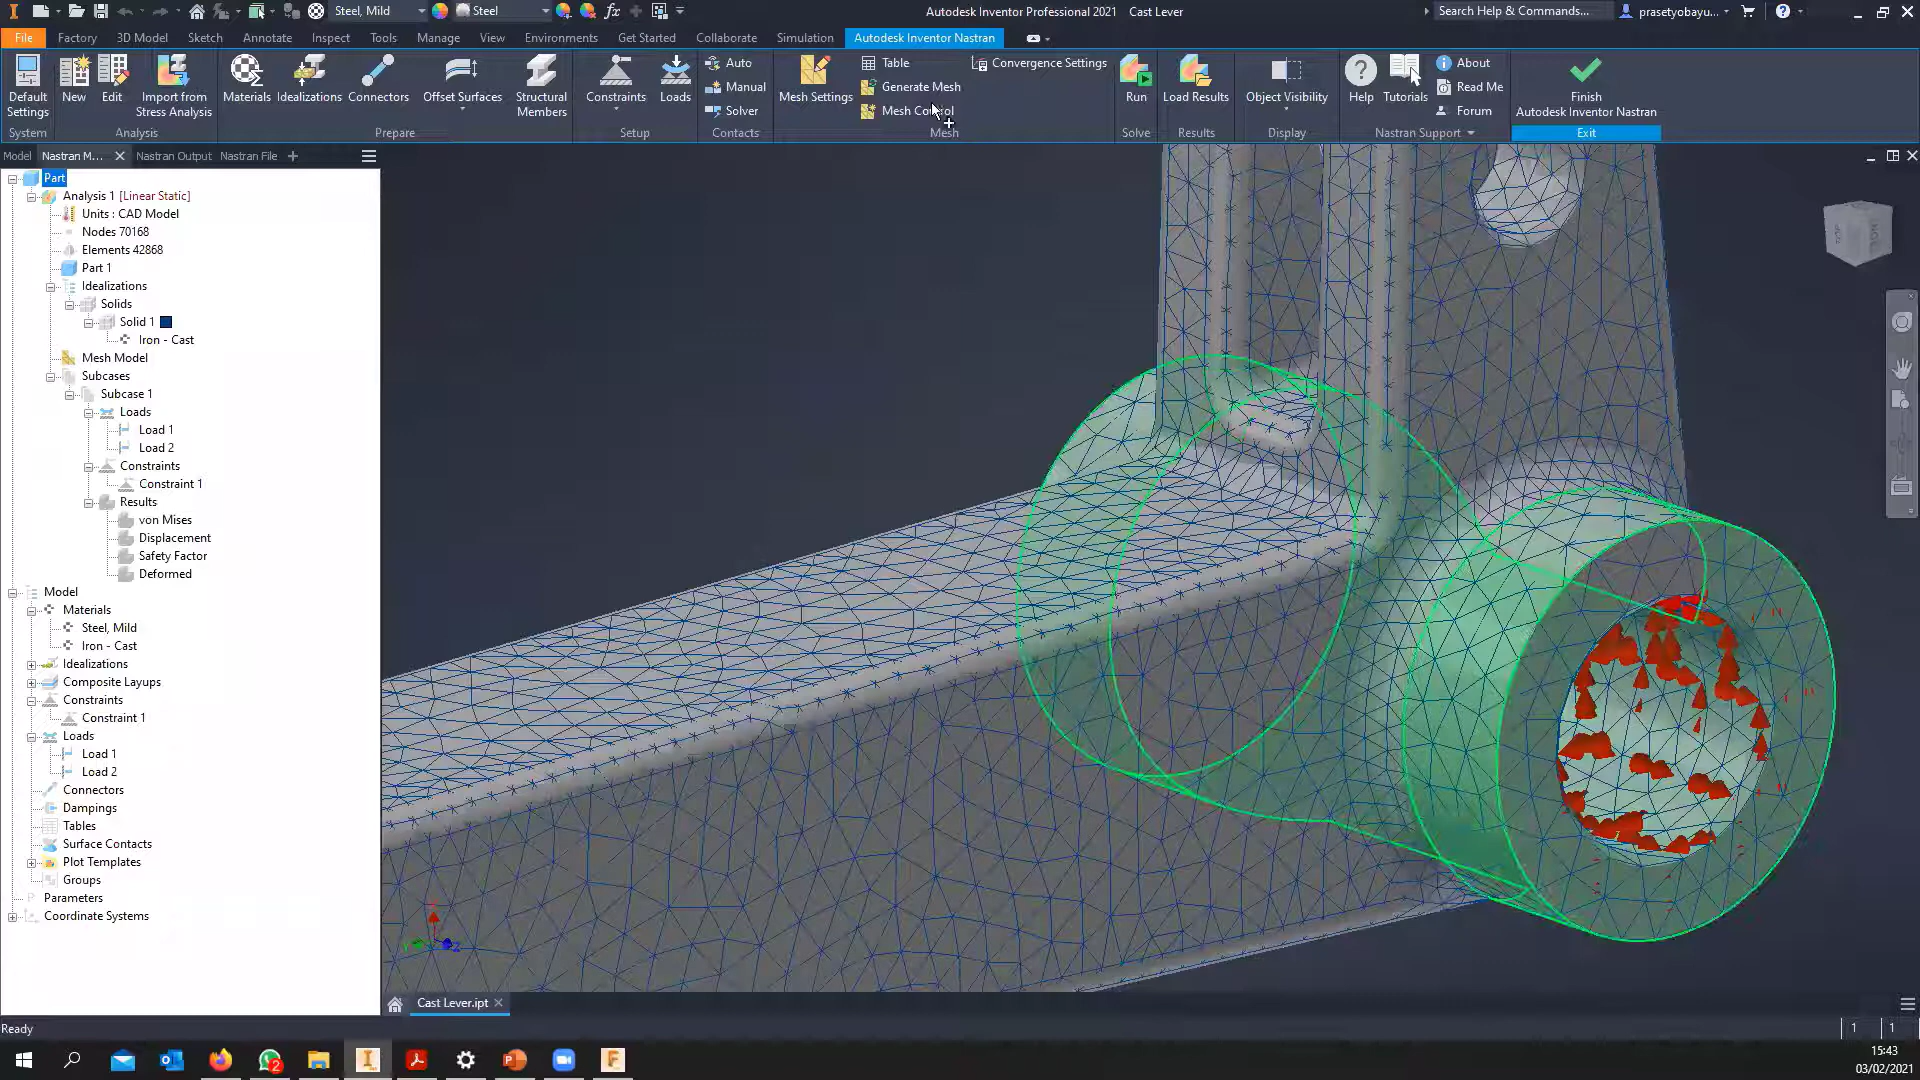 Steel, Mild
Steel
fx
Autodesk Inventor Professional 2021 Cast Lever
Search Help & Commands...
prasetyobayu...
File
Factory
3D Model
Sketch
Annotate
Inspect
Tools
Manage
View
Environments
Get Started
Collaborate
Simulation
Autodesk Inventor Nastran
Default Settings
New
Edit
Import from Stress Analysis
Materials
Idealizations
Connectors
Offset Surfaces
Structural Members
Constraints
Loads
Auto
Manual
Solver
Mesh Settings
Table
Generate Mesh
Mesh Control
Convergence Settings
Run
Load Results
Object Visibility
Help
Tutorials
About
Read Me
Forum
Finish Autodesk Inventor Nastran
System
Analysis
Prepare
Setup
Contacts
Mesh
Solve
Results
Display
Nastran Support
Exit
Model
Nastran M...
Nastran Output
Nastran File
Part
Analysis 1 [Linear Static]
Units : CAD Model
Nodes 70168
Elements 42868
Part 1
Idealizations
Solids
Solid 1
Iron - Cast
Mesh Model
Subcases
Subcase 1
Loads
Load 1
Load 2
Constraints
Constraint 1
Results
von Mises
Displacement
Safety Factor
Deformed
Model
Materials
Steel, Mild
Iron - Cast
Idealizations
Composite Layups
Constraints
Constraint 1
Loads
Load 1
Load 2
Connectors
Dampings
Tables
Surface Contacts
Plot Templates
Groups
Parameters
Coordinate Systems
Cast Lever.ipt
Ready
1
1
2
15:43
03/02/2021